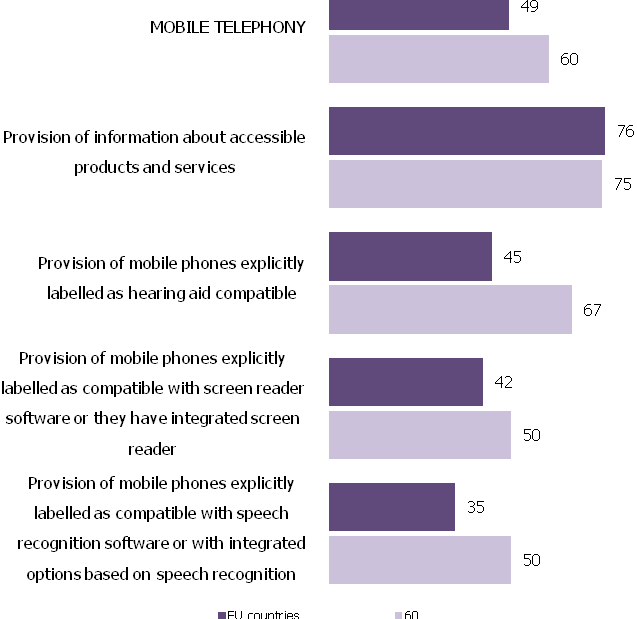 49
MOBILE TELEPHONY
60
Provision of information about accessible
products and services
76
75
Provision of mobile phones explicitly
labelled as hearing aid compatible
45
67
Provision of mobile phones explicitly
labelled as compatible with screen reader
software or they have integrated screen
reader
42
50
Provision of mobile phones explicitly
labelled as compatible with speech
recognition software or with integrated
options based on speech recognition
35
50
EU countries
60